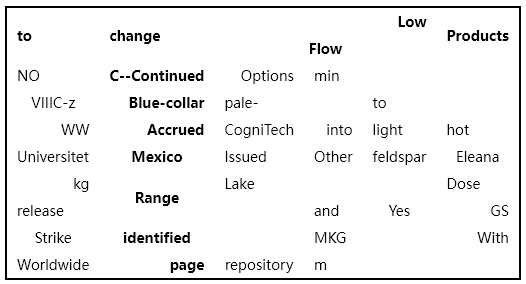 to change Low Products
Flow
NO C--Continued Options min
VIIIC-z Blue-collar pale- to
WW Accrued CogniTech into light hot
Universitet Mexico Issued Other feldspar Eleana
kg Range Lake Dose
release and Yes GS
Strike identified MKG With
Worldwide page repository m